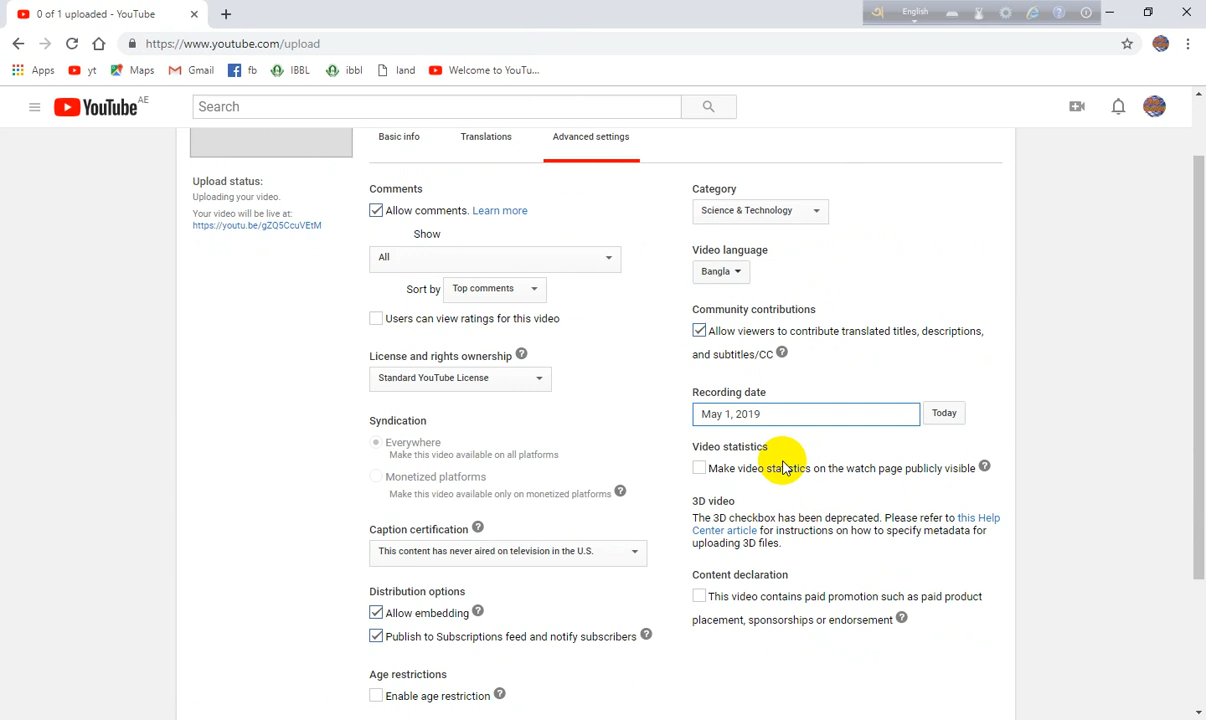 0 of 1 uploaded - YouTube
English
https://www.youtube.com/upload
Apps yt Maps Gmail fb IBBL ibbl land Welcome to YouTu...
YouTube AE
Search
Basic info Translations Advanced settings
Upload status:
Uploading your video.
Your video will be live at:
https://youtu.be/gZQ5CcuVEtM
Comments
Allow comments. Learn more
Show
All
Sort by Top comments
Users can view ratings for this video
License and rights ownership ?
Standard YouTube License
Syndication
Everywhere
Make this video available on all platforms
Monetized platforms
Make this video available only on monetized platforms ?
Caption certification ?
This content has never aired on television in the U.S.
Distribution options
Allow embedding ?
Publish to Subscriptions feed and notify subscribers ?
Age restrictions
Enable age restriction ?
Category
Science & Technology
Video language
Bangla
Community contributions
Allow viewers to contribute translated titles, descriptions,
and subtitles/CC ?
Recording date
May 1, 2019 Today
Video statistics
Make video statistics on the watch page publicly visible ?
3D video
The 3D checkbox has been deprecated. Please refer to this Help
Center article for instructions on how to specify metadata for
uploading 3D files.
Content declaration
This video contains paid promotion such as paid product
placement, sponsorships or endorsement ?